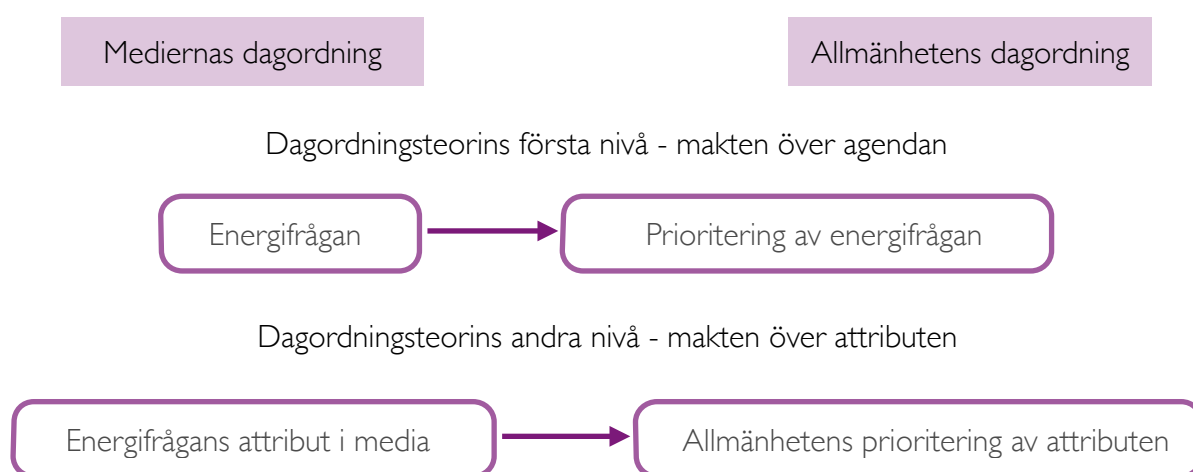 Mediernas dagordning
Allmänhetens dagordning
Dagordningsteorins första nivå - makten över agendan
Energifrågan
Prioritering av energifrågan
Dagordningsteorins andra nivå - makten över attributen
Energifrågans attribut i media
Allmänhetens prioritering av attributen